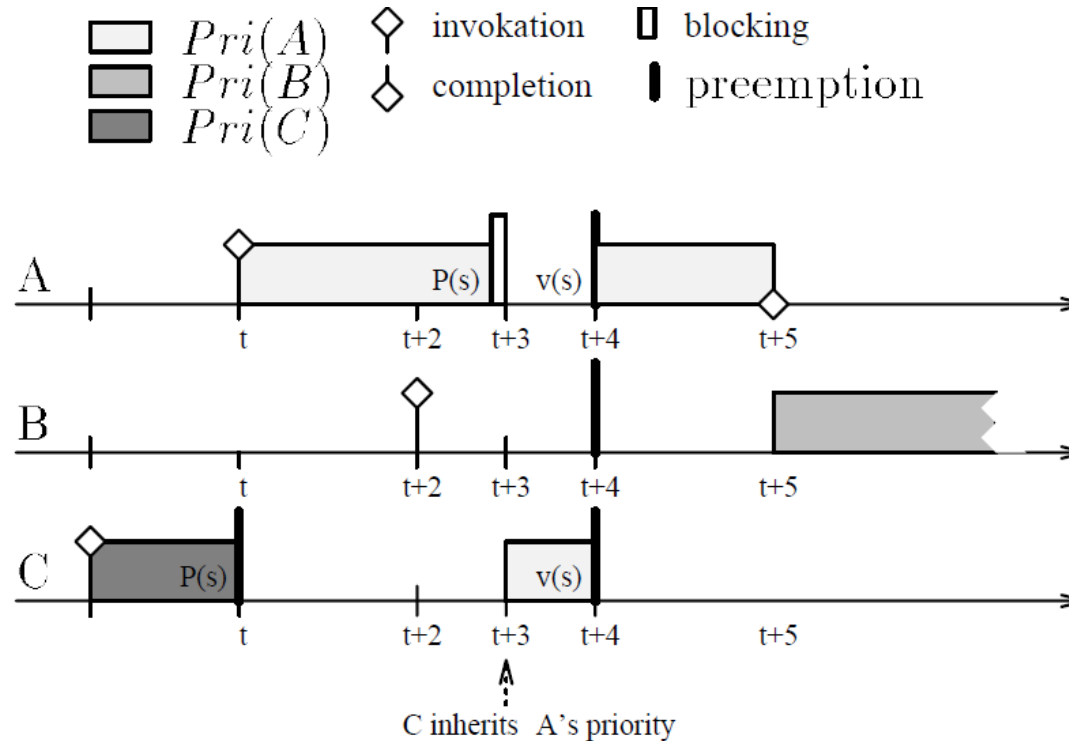 Pri(A) invokation blocking
Pri(B) completion preemption
Pri(C)
A P(s) v(s)
t t+2 t+3 t+4 t+5
B
t t+2 t+3 t+4 t+5
C P(s) v(s)
t t+2 t+3 t+4 t+5
C inherits A's priority